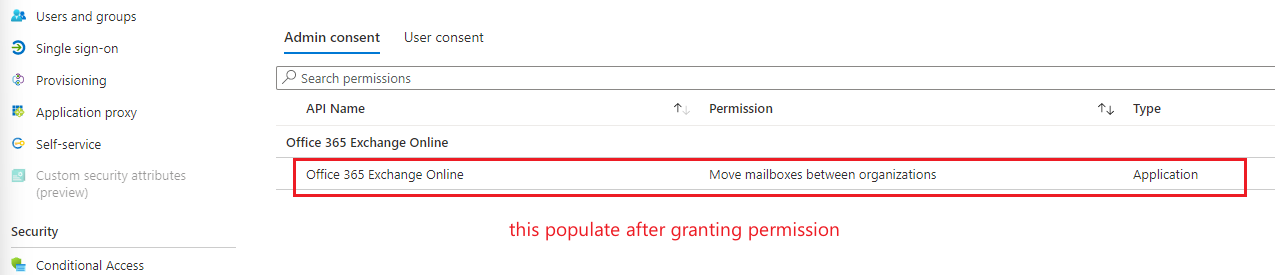 Users and groups
Single sign-on
Provisioning
Application proxy
Self-service
Custom security attributes
(preview)
Security
Conditional Access
Admin consent User consent
Search permissions
API Name Permission Type
Office 365 Exchange Online
Office 365 Exchange Online Move mailboxes between organizations Application
this populate after granting permission